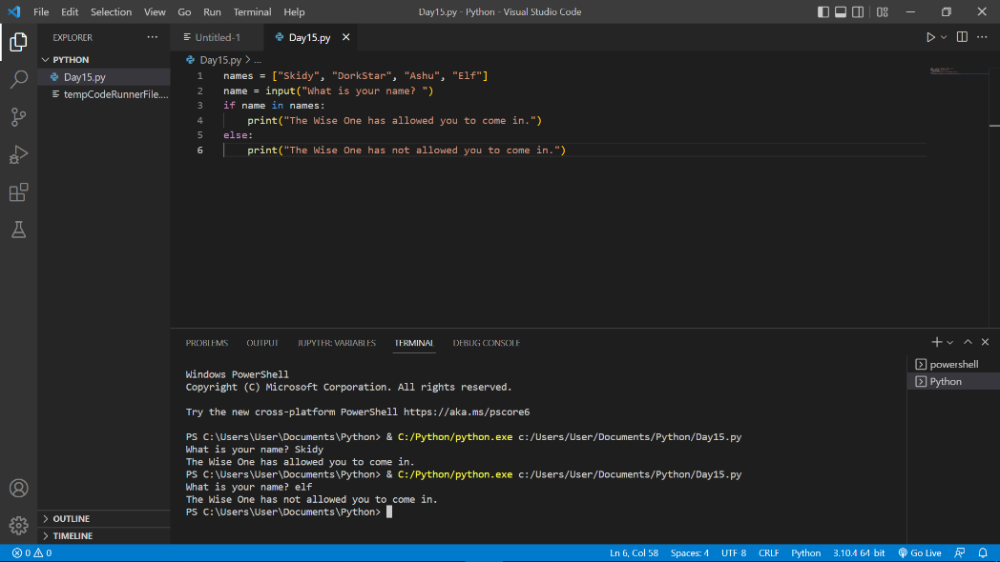 File Edit Selection View Go Run Terminal Help Day15.py - Python - Visual Studio Code
EXPLORER
PYTHON
Day15.py
tempCodeRunnerFile....
Untitled-1 Day15.py
Day15.py > ...
1 names = ["Skidy", "DorkStar", "Ashu", "Elf"]
2 name = input("What is your name? ")
3 if name in names:
4 print("The Wise One has allowed you to come in.")
5 else:
6 print("The Wise One has not allowed you to come in.")
PROBLEMS OUTPUT JUPYTER: VARIABLES TERMINAL DEBUG CONSOLE
powershell
Python
Windows PowerShell
Copyright (C) Microsoft Corporation. All rights reserved.
Try the new cross-platform PowerShell https://aka.ms/pscore6
PS C:\Users\User\Documents\Python> & C:/Python/python.exe c:/Users/User/Documents/Python/Day15.py
What is your name? Skidy
The Wise One has allowed you to come in.
PS C:\Users\User\Documents\Python> & C:/Python/python.exe c:/Users/User/Documents/Python/Day15.py
What is your name? elf
The Wise One has not allowed you to come in.
PS C:\Users\User\Documents\Python>
OUTLINE
TIMELINE
0 0 Ln 6, Col 58 Spaces: 4 UTF-8 CRLF Python 3.10.4 64-bit Go Live